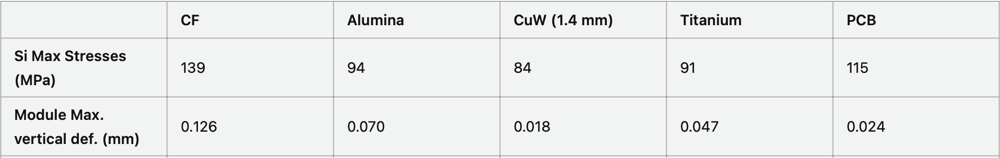 CF Alumina CuW (1.4 mm) Titanium PCB
Si Max Stresses
(MPa) 139 94 84 91 115
Module Max.
vertical def. (mm) 0.126 0.070 0.018 0.047 0.024